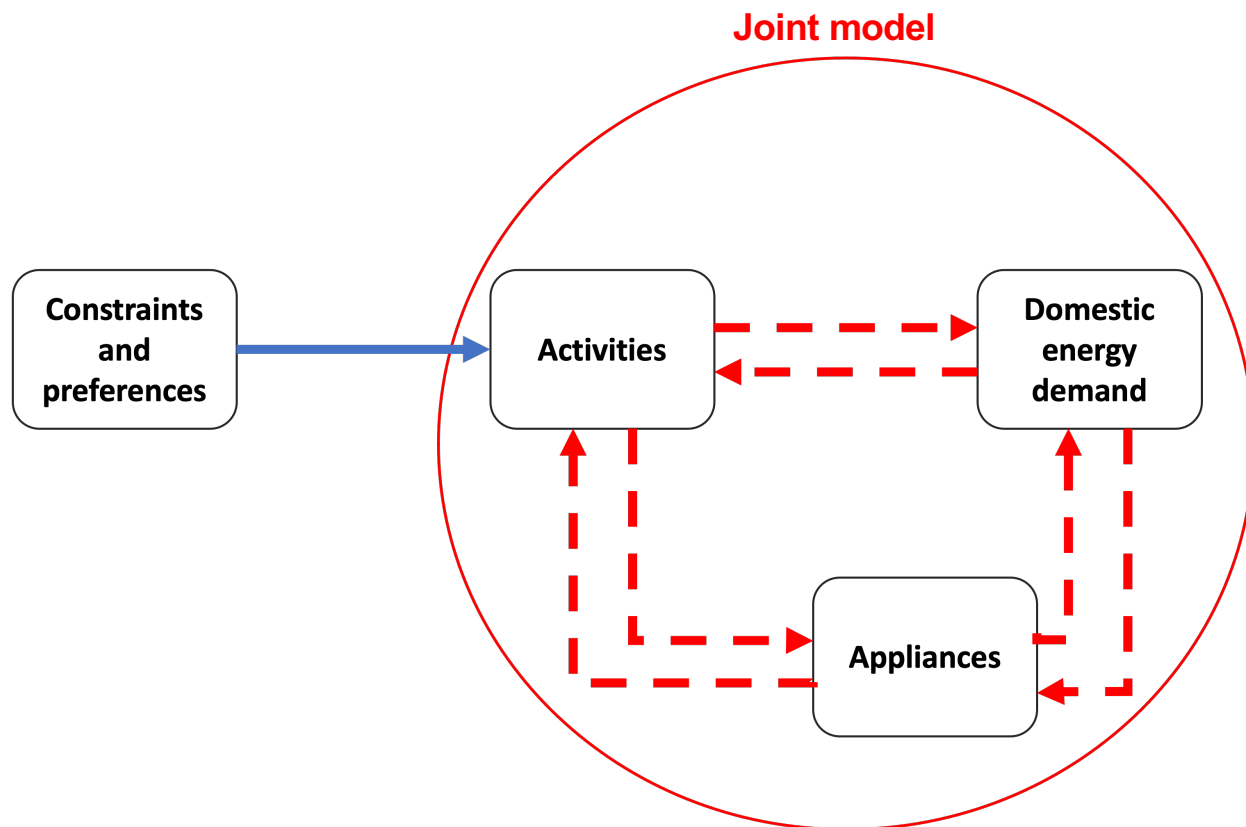 Joint model
Constraints
and
preferences
Activities
Domestic
energy
demand
Appliances